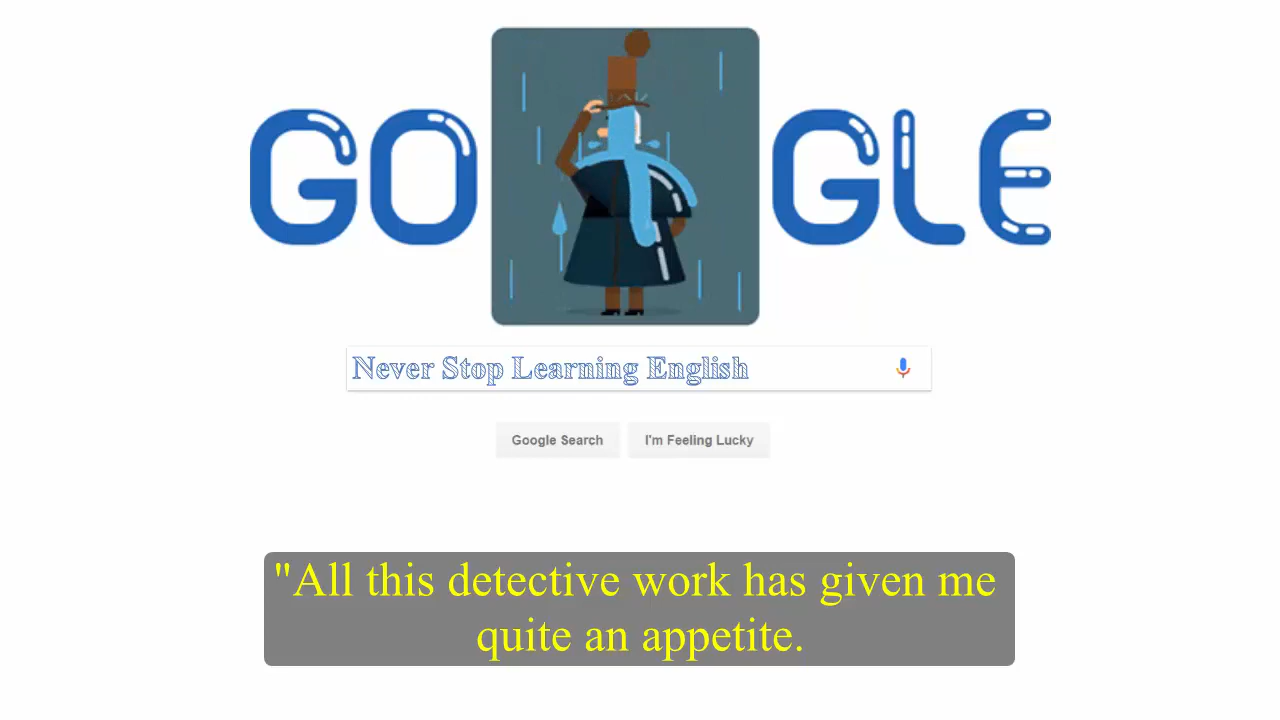 GO GLE
Never Stop Learning English
Google Search I'm Feeling Lucky
"All this detective work has given me
quite an appetite.